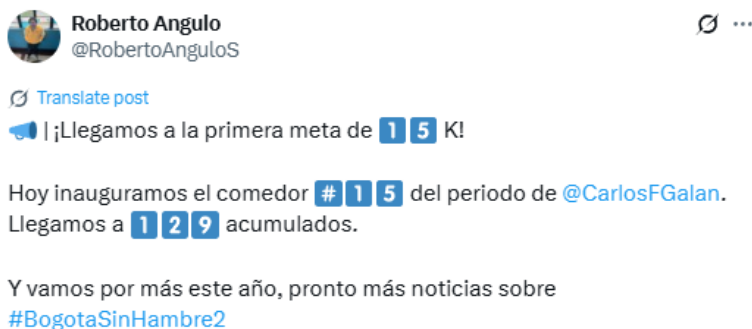 Roberto Angulo
@RobertoAnguloS
Translate post
📣 | ¡Llegamos a la primera meta de 1️⃣5️⃣ K!
Hoy inauguramos el comedor #️⃣1️⃣5️⃣ del periodo de @CarlosFGalan.
Llegamos a 1️⃣2️⃣9️⃣ acumulados.
Y vamos por más este año, pronto más noticias sobre
#BogotaSinHambre2